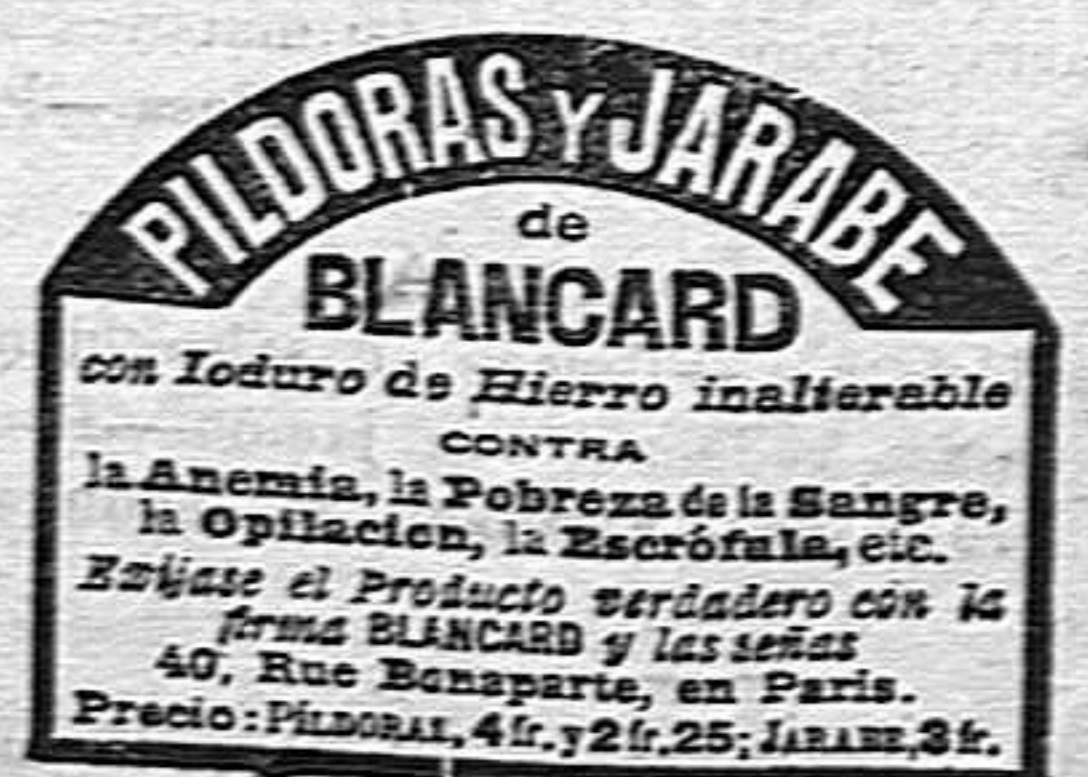 PILDORAS Y JARABE
de
BLANCARD
con Ioduro de Hierro inalterable
CONTRA
la Anemia, la Pobreza de la Sangre,
la Opilacion, la Escrófula, etc.
Exíjase el Producto verdadero con la
firma BLANCARD y las señas
40, Rue Bonaparte, en Paris.
Precio: PÍLDORAS, 4 fr. y 2 fr. 25; JARABE, 3 fr.